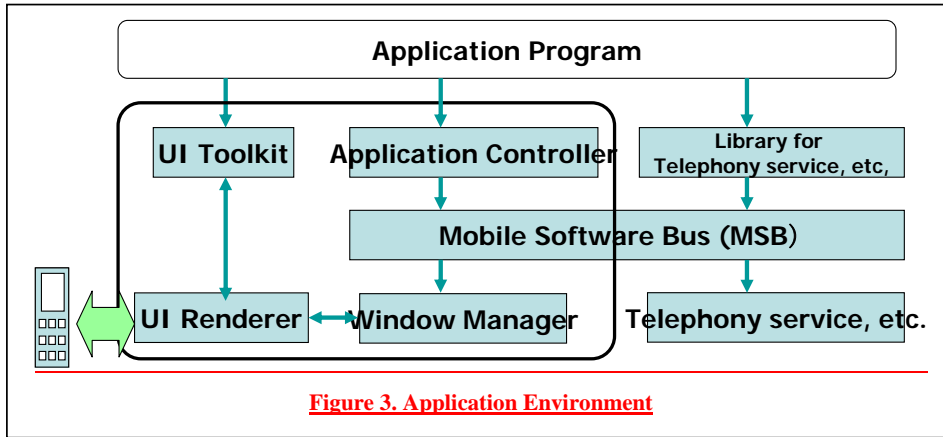 Application Program
UI Toolkit
Application Controller
Library for
Telephony service, etc,
Mobile Software Bus (MSB)
UI Renderer
Window Manager
Telephony service, etc.
Figure 3. Application Environment